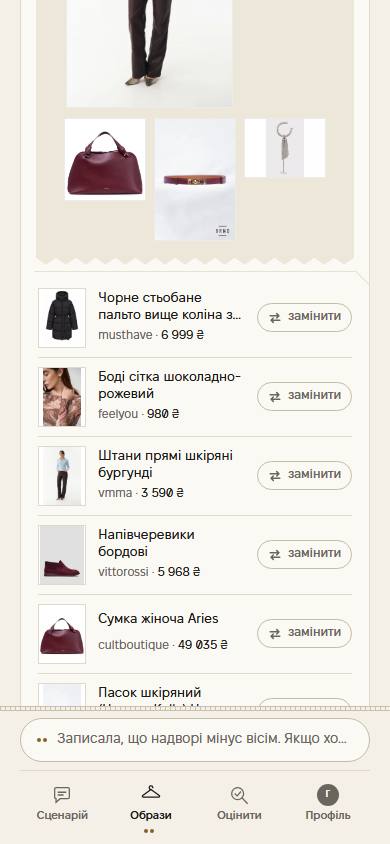 Чорне стьобане
пальто вище коліна з...
musthave · 6 999 ₴
замінити
Боді сітка шоколадно-
рожевий
feelyou · 980 ₴
замінити
Штани прямі шкіряні
бургунді
vmma · 3 590 ₴
замінити
Напівчеревики
бордові
vittorossi · 5 968 ₴
замінити
Сумка жіноча Aries
cultboutique · 49 035 ₴
замінити
Пасок шкіряний
Записала, що надворі мінус вісім. Якщо хо...
Сценарій
Образи
Оцінити
Г
Профіль